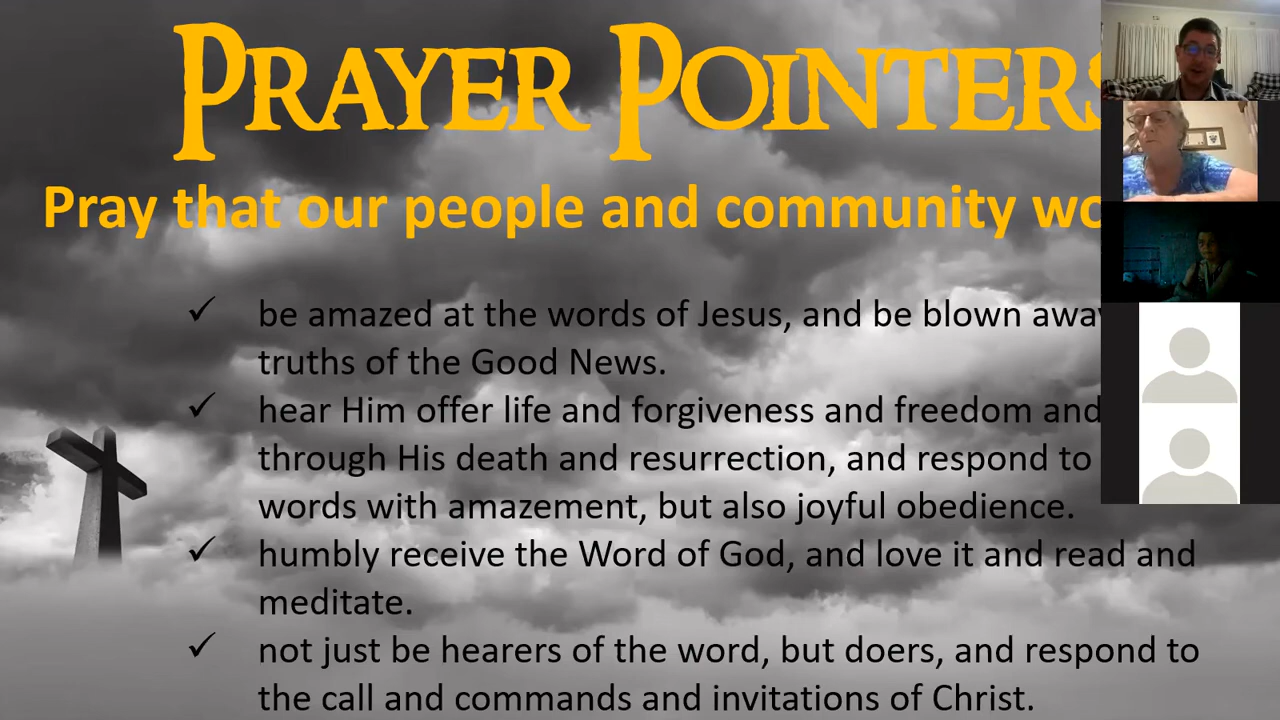 PRAYER POINTERS
Pray that our people and community
be amazed at the words of Jesus, and be blown away
truths of the Good News.
hear Him offer life and forgiveness and freedom and
through His death and resurrection, and respond to
words with amazement, but also joyful obedience.
humbly receive the Word of God, and love it and read and
meditate.
not just be hearers of the word, but doers, and respond to
the call and commands and invitations of Christ.